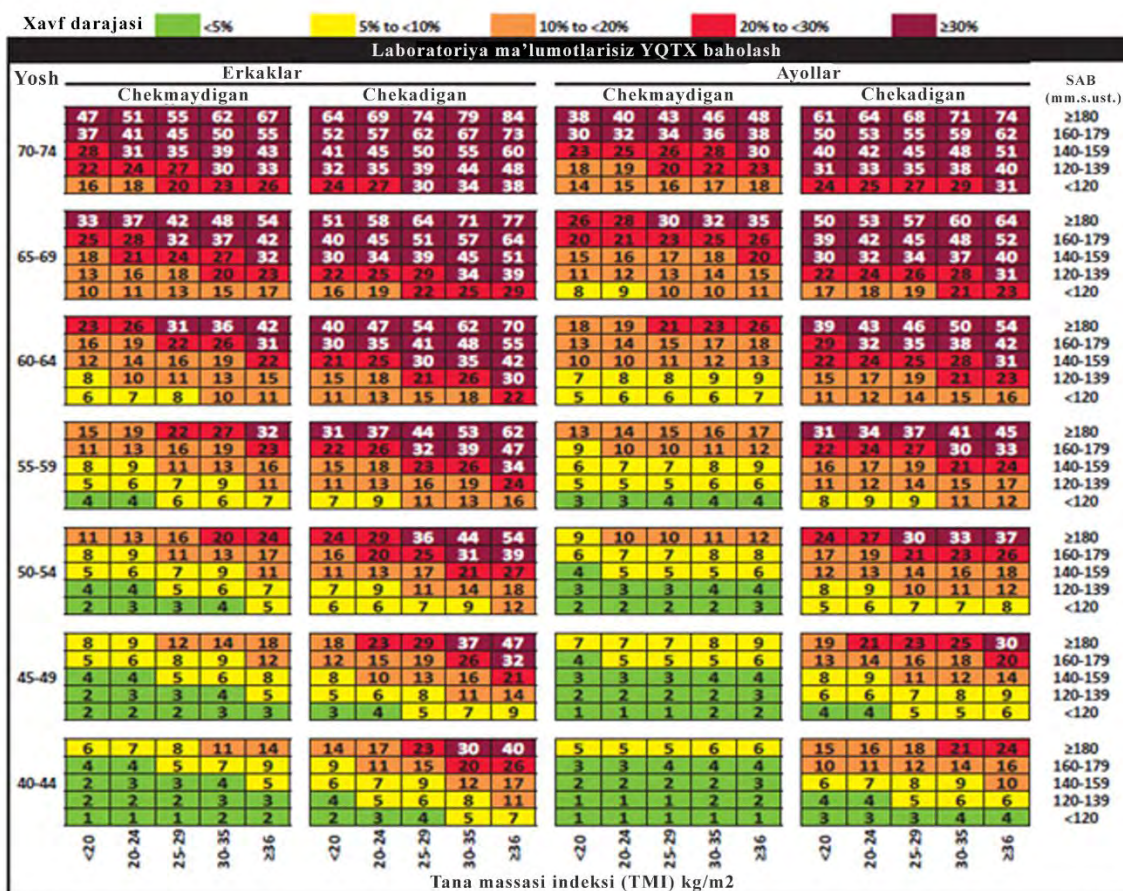 Xavf darajasi <5% 5% to <10% 10% to <20% 20% to <30% ≥30%
Laboratoriya ma’lumotlarisiz YQTX baholash
Yosh Erkaklar Ayollar SAB
Chekmaydigan Chekadigan Chekmaydigan Chekadigan (mm.s.ust.)
47 51 55 62 67 64 69 74 79 84 38 40 43 46 48 61 64 68 71 74 ≥180
37 41 45 50 55 52 57 62 67 73 30 32 34 36 38 50 53 55 59 62 160-179
70-74 28 31 35 39 43 41 45 50 55 60 23 25 26 28 30 40 42 45 48 51 140-159
22 24 27 30 33 32 35 39 44 48 18 19 20 22 23 31 33 35 38 40 120-139
16 18 20 23 26 24 27 30 34 38 14 15 16 17 18 24 25 27 29 31 <120
33 37 42 48 54 51 58 64 71 77 26 28 30 32 35 50 53 57 60 64 ≥180
25 28 32 37 42 40 45 51 57 64 20 21 23 25 26 39 42 45 48 52 160-179
65-69 18 21 24 27 32 30 34 39 45 51 15 16 17 18 20 30 32 34 37 40 140-159
13 16 18 20 23 22 25 29 34 39 11 12 13 14 15 22 24 26 28 31 120-139
10 11 13 15 17 16 19 22 25 29 8 9 10 10 11 17 18 19 21 23 <120
23 26 31 36 42 40 47 54 62 70 18 19 21 23 26 39 43 46 50 54 ≥180
16 19 22 26 31 30 35 41 48 55 13 14 15 17 18 29 32 35 38 42 160-179
60-64 12 14 16 19 22 21 25 30 35 42 10 10 11 12 13 22 24 25 28 31 140-159
8 10 11 13 15 15 18 21 26 30 7 8 8 9 9 15 17 19 21 23 120-139
6 7 8 10 11 11 13 15 18 22 5 6 6 6 7 11 12 14 15 16 <120
15 19 22 27 32 31 37 44 53 62 13 14 15 16 17 31 34 37 41 45 ≥180
11 13 16 19 23 22 26 32 39 47 9 10 10 11 12 22 24 27 30 33 160-179
55-59 8 9 11 13 16 15 18 23 26 34 6 7 7 8 9 16 17 19 21 24 140-159
5 6 7 9 11 11 13 16 19 24 5 5 5 6 6 11 12 14 15 17 120-139
4 4 6 6 7 7 9 11 13 16 3 3 4 4 4 8 9 9 11 12 <120
11 13 16 20 24 24 29 36 44 54 9 10 10 11 12 24 27 30 33 37 ≥180
8 9 11 13 17 16 20 25 31 39 6 7 7 8 8 17 19 21 23 26 160-179
50-54 5 6 7 9 11 11 13 17 21 27 4 5 5 5 6 12 13 14 16 18 140-159
4 4 5 6 7 7 9 11 14 18 3 3 3 4 4 8 9 10 11 12 120-139
2 3 3 4 5 6 6 7 9 12 2 2 2 2 3 5 6 7 7 8 <120
8 9 12 14 18 18 23 29 37 47 7 7 7 8 9 19 21 23 25 30 ≥180
5 6 8 9 12 12 15 19 26 32 4 5 5 5 6 13 14 16 18 20 160-179
45-49 4 4 5 6 8 8 10 13 16 21 3 3 3 4 4 8 9 11 12 14 140-159
2 3 3 4 5 5 6 8 11 14 2 2 2 2 3 6 6 7 8 9 120-139
2 2 2 3 3 3 4 5 7 9 1 1 1 2 2 4 4 5 5 6 <120
6 7 8 11 14 14 17 23 30 40 5 5 5 6 6 15 16 18 21 24 ≥180
4 4 5 7 9 9 11 15 20 26 3 3 4 4 4 10 11 12 14 16 160-179
40-44 2 3 3 4 5 6 7 9 12 17 2 2 2 2 3 6 7 8 9 10 140-159
2 2 2 3 3 4 5 6 8 11 1 1 1 2 2 4 4 5 6 6 120-139
1 1 1 2 2 2 3 4 5 7 1 1 1 1 1 3 3 3 4 4 <120
<20 20-24 25-29 30-35 ≥36 <20 20-24 25-29 30-35 ≥36 <20 20-24 25-29 30-35 ≥36 <20 20-24 25-29 30-35 ≥36
Tana massasi indeksi (TMI) kg/m2